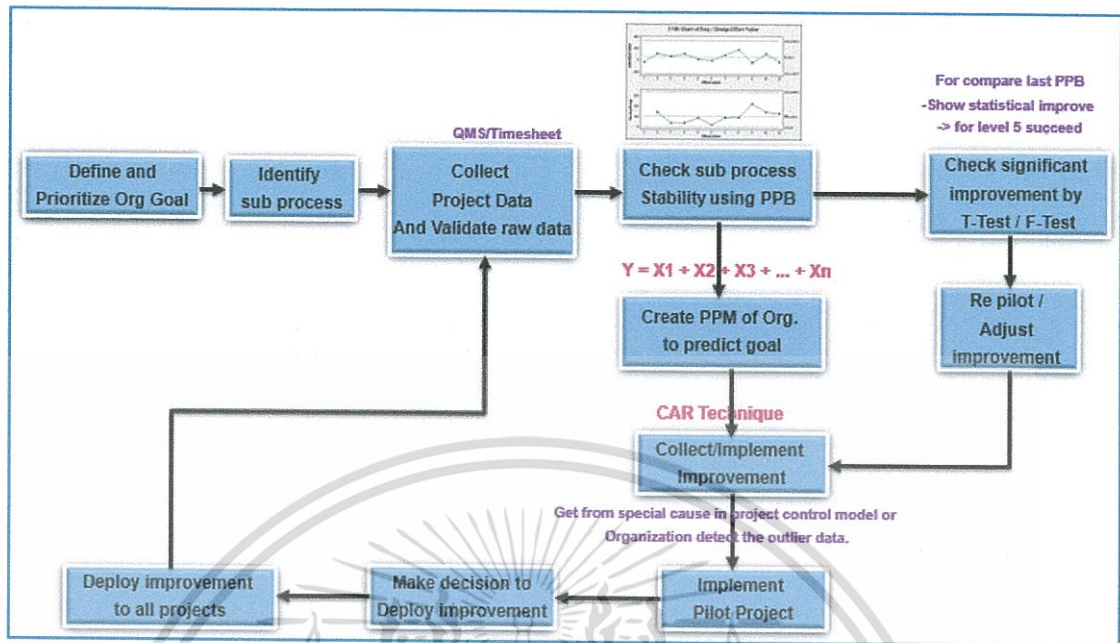 For compare last PPB
-Show statistical improve
-> for level 5 succeed
QMS/Timesheet
Define and
Prioritize Org Goal
Identify
sub process
Collect
Project Data
And Validate raw data
Check sub process
Stability using PPB
Check significant
improvement by
T-Test / F-Test
Y = X1 + X2 + X3 + ... + Xn
Create PPM of Org.
to predict goal
Re pilot /
Adjust
improvement
CAR Technique
Collect/Implement
Improvement
Get from special cause in project control model or
Organization detect the outlier data.
Deploy improvement
to all projects
Make decision to
Deploy improvement
Implement
Pilot Project